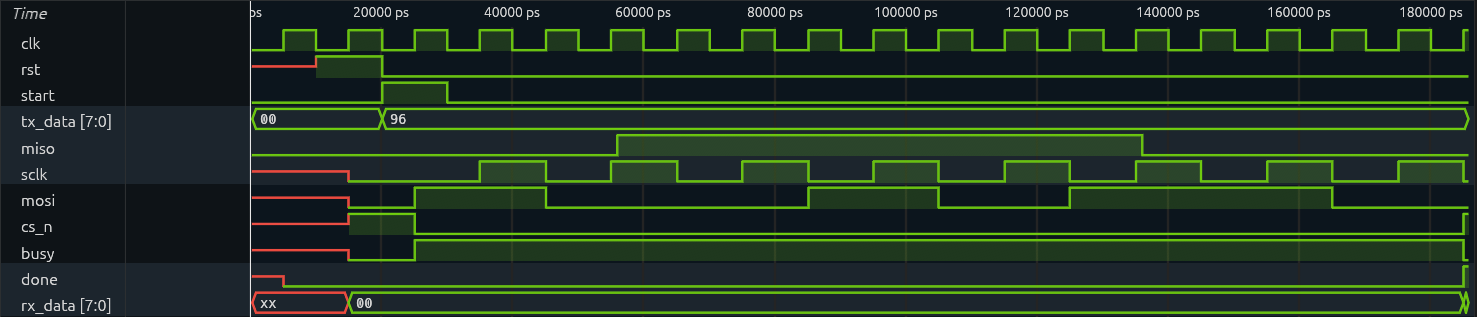 Time ps 20000 ps 40000 ps 60000 ps 80000 ps 100000 ps 120000 ps 140000 ps 160000 ps 180000 ps
clk
rst
start
tx_data [7:0] 00 96
miso
sclk
mosi
cs_n
busy
done
rx_data [7:0] xx 00